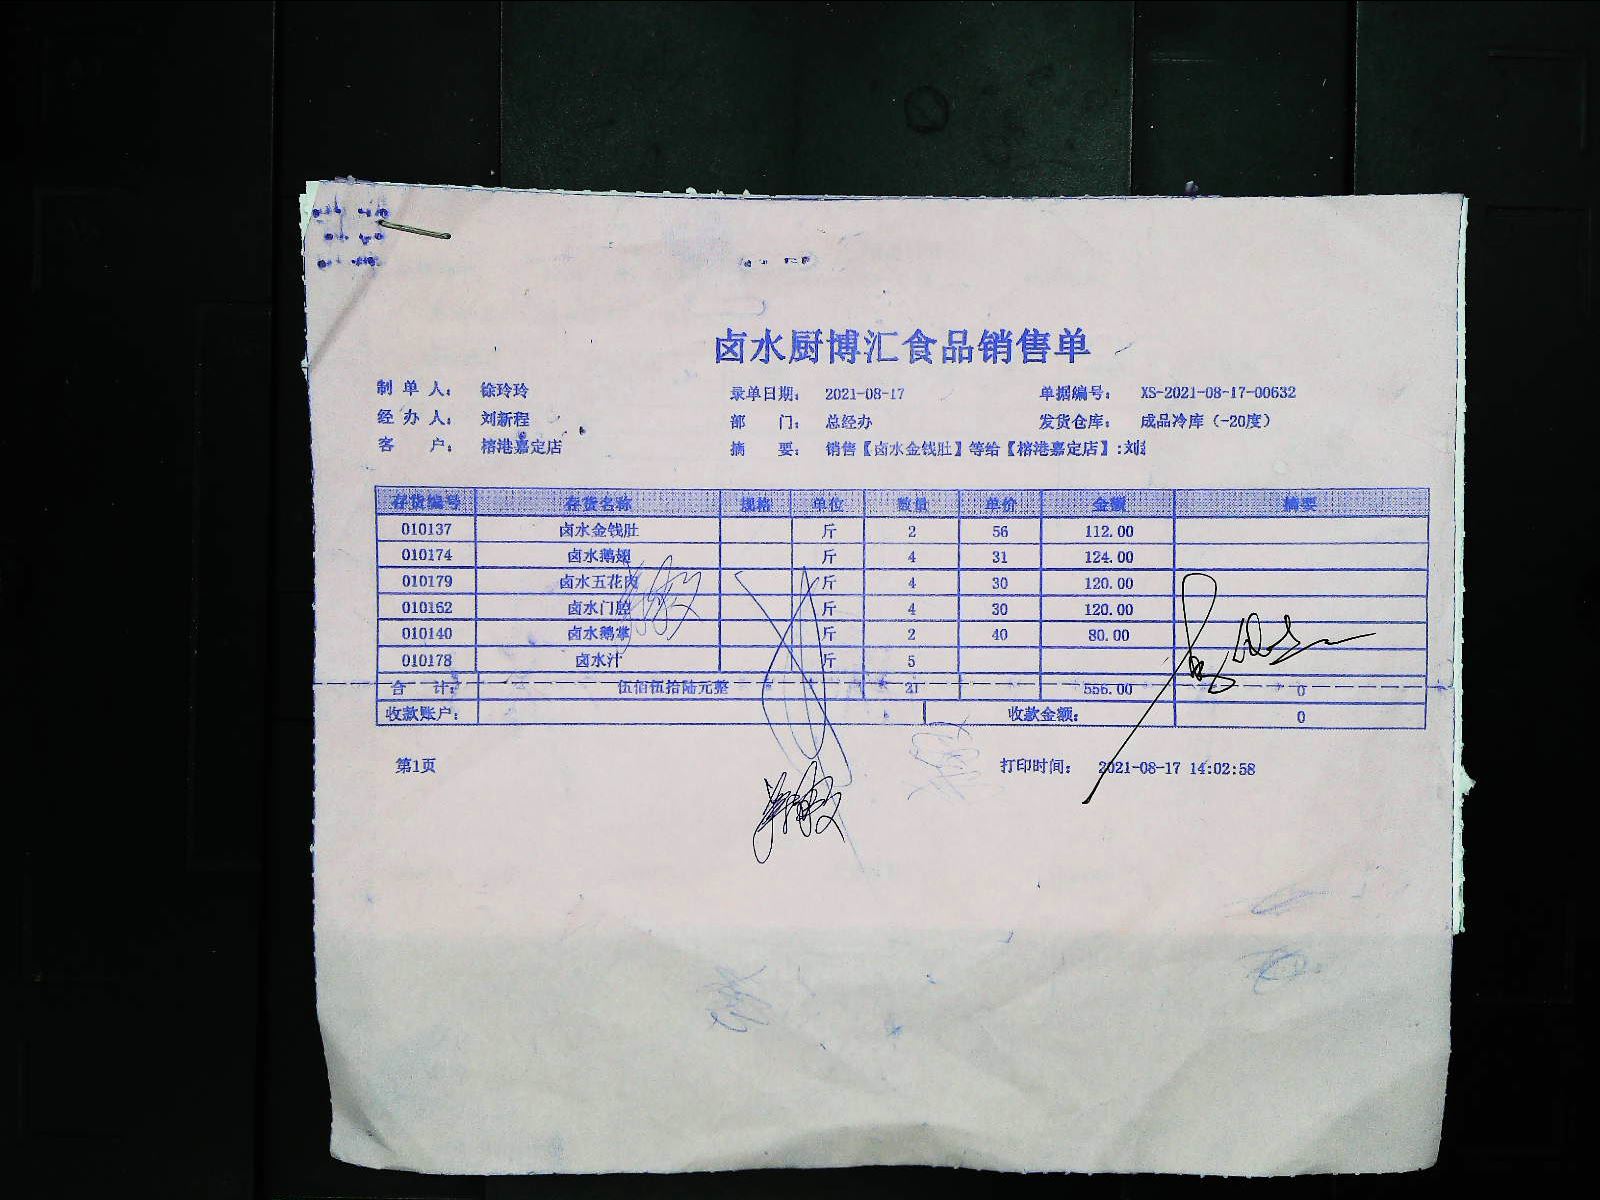 卤水厨博汇食品销售单
制单人： 徐玲玲 录单日期： 2021-08-17 单据编号： XS-2021-08-17-00632
经办人： 刘新程 部门： 总经办 发货仓库： 成品冷库（-20度）
客户： 榕港嘉定店 摘要： 销售【卤水金钱肚】等给【榕港嘉定店】:刘
存货编号 存货名称 规格 单位 数量 单价 金额 摘要
010137 卤水金钱肚 斤 2 56 112.00
010174 卤水鹅翅 斤 4 31 124.00
010179 卤水五花肉 斤 4 30 120.00
010162 卤水门腔 斤 4 30 120.00
010140 卤水鹅掌 斤 2 40 80.00
010178 卤水汁 斤 5
合计： 伍佰伍拾陆元整 21 556.00 0
收款账户： 收款金额： 0
第1页 打印时间： 2021-08-17 14:02:58